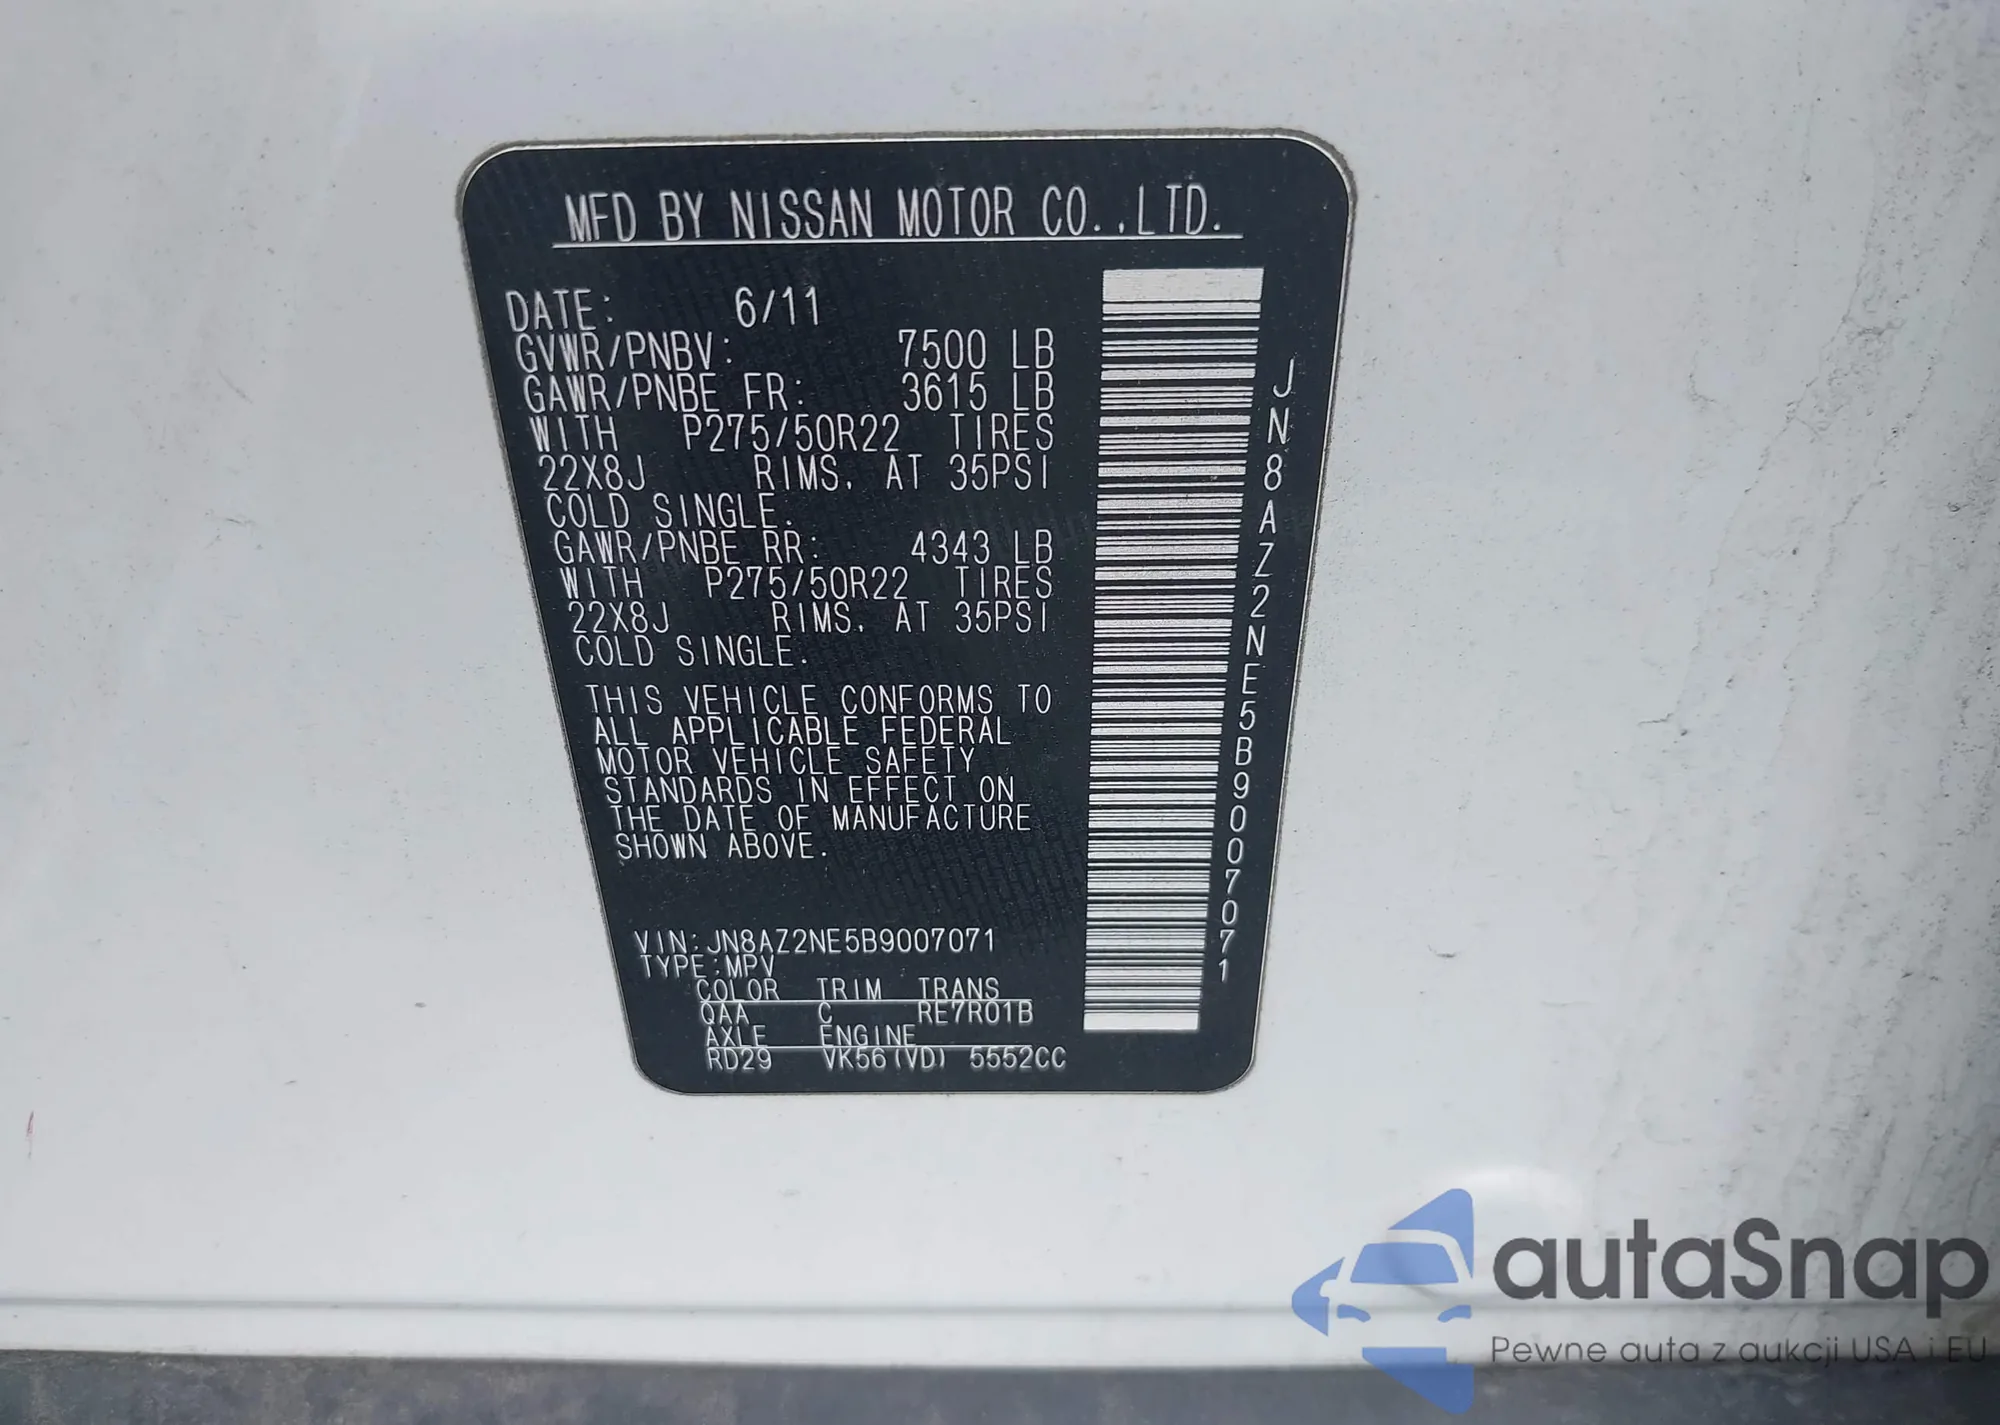 MFD BY NISSAN MOTOR CO.,LTD.
DATE: 6/11
GVWR/PNBV: 7500 LB
GAWR/PNBE FR: 3615 LB
WITH P275/50R22 TIRES
22X8J RIMS, AT 35PSI
COLD SINGLE.
GAWR/PNBE RR: 4343 LB
WITH P275/50R22 TIRES
22X8J RIMS, AT 35PSI
COLD SINGLE.
THIS VEHICLE CONFORMS TO
ALL APPLICABLE FEDERAL
MOTOR VEHICLE SAFETY
STANDARDS IN EFFECT ON
THE DATE OF MANUFACTURE
SHOWN ABOVE.
VIN:JN8AZ2NE5B9007071
TYPE:MPV
COLOR TRIM TRANS
QAA C RE7R01B
AXLE ENGINE
RD29 VK56(VD) 5552CC
JN8AZ2NE5B9007071
autaSnap
Pewne auta z aukcji USA i EU